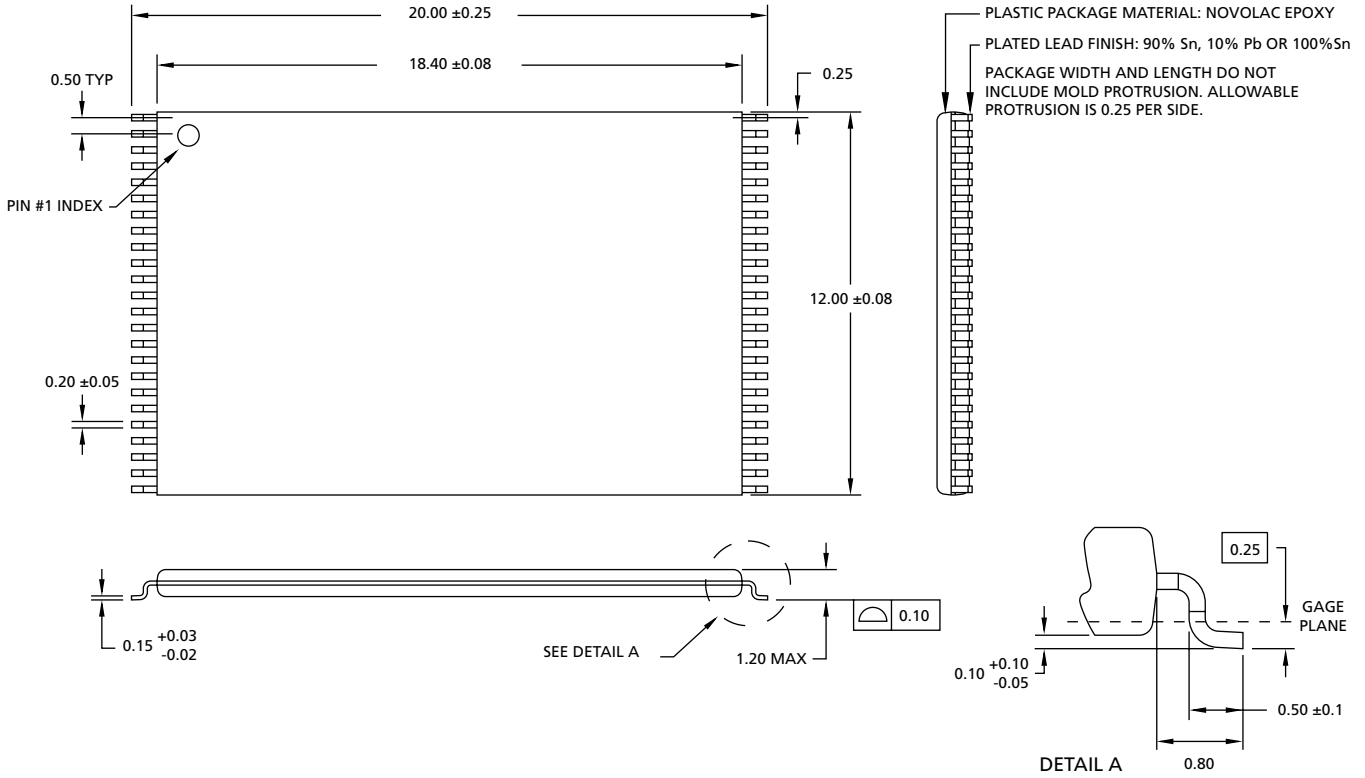 20.00 ±0.25
PLASTIC PACKAGE MATERIAL: NOVOLAC EPOXY
PLATED LEAD FINISH: 90% Sn, 10% Pb OR 100%Sn
PACKAGE WIDTH AND LENGTH DO NOT
INCLUDE MOLD PROTRUSION. ALLOWABLE
PROTRUSION IS 0.25 PER SIDE.
18.40 ±0.08
0.50 TYP
0.25
PIN #1 INDEX
12.00 ±0.08
0.20 ±0.05
0.15 +0.03
-0.02
SEE DETAIL A
1.20 MAX
0.10
0.25
GAGE
PLANE
0.10 +0.10
-0.05
0.50 ±0.1
0.80
DETAIL A